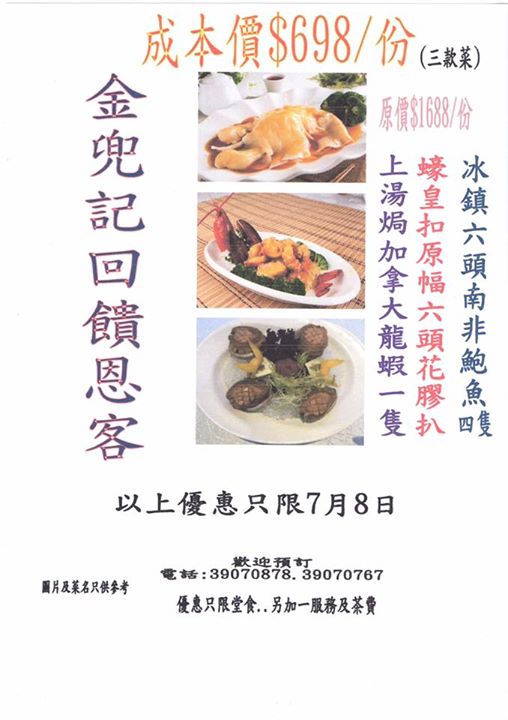 成本價$698/份
(三款菜)
原價$1688/份
金兜記回饋恩客
冰鎮六頭南非鮑魚四隻
蠔皇扣原幅六頭花膠扒
上湯焗加拿大龍蝦一隻
以上優惠只限7月8日
歡迎預訂
電話:39070878.39070767
圖片及菜名只供參考
優惠只限堂食..另加一服務及茶費